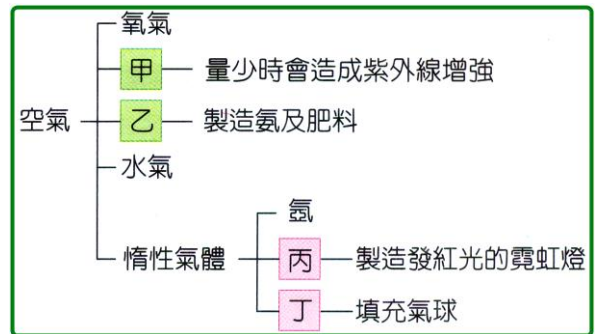 氧氣
甲 量少時會造成紫外線增強
空氣 乙 製造氨及肥料
水氣
氬
惰性氣體 丙 製造發紅光的霓虹燈
丁 填充氣球